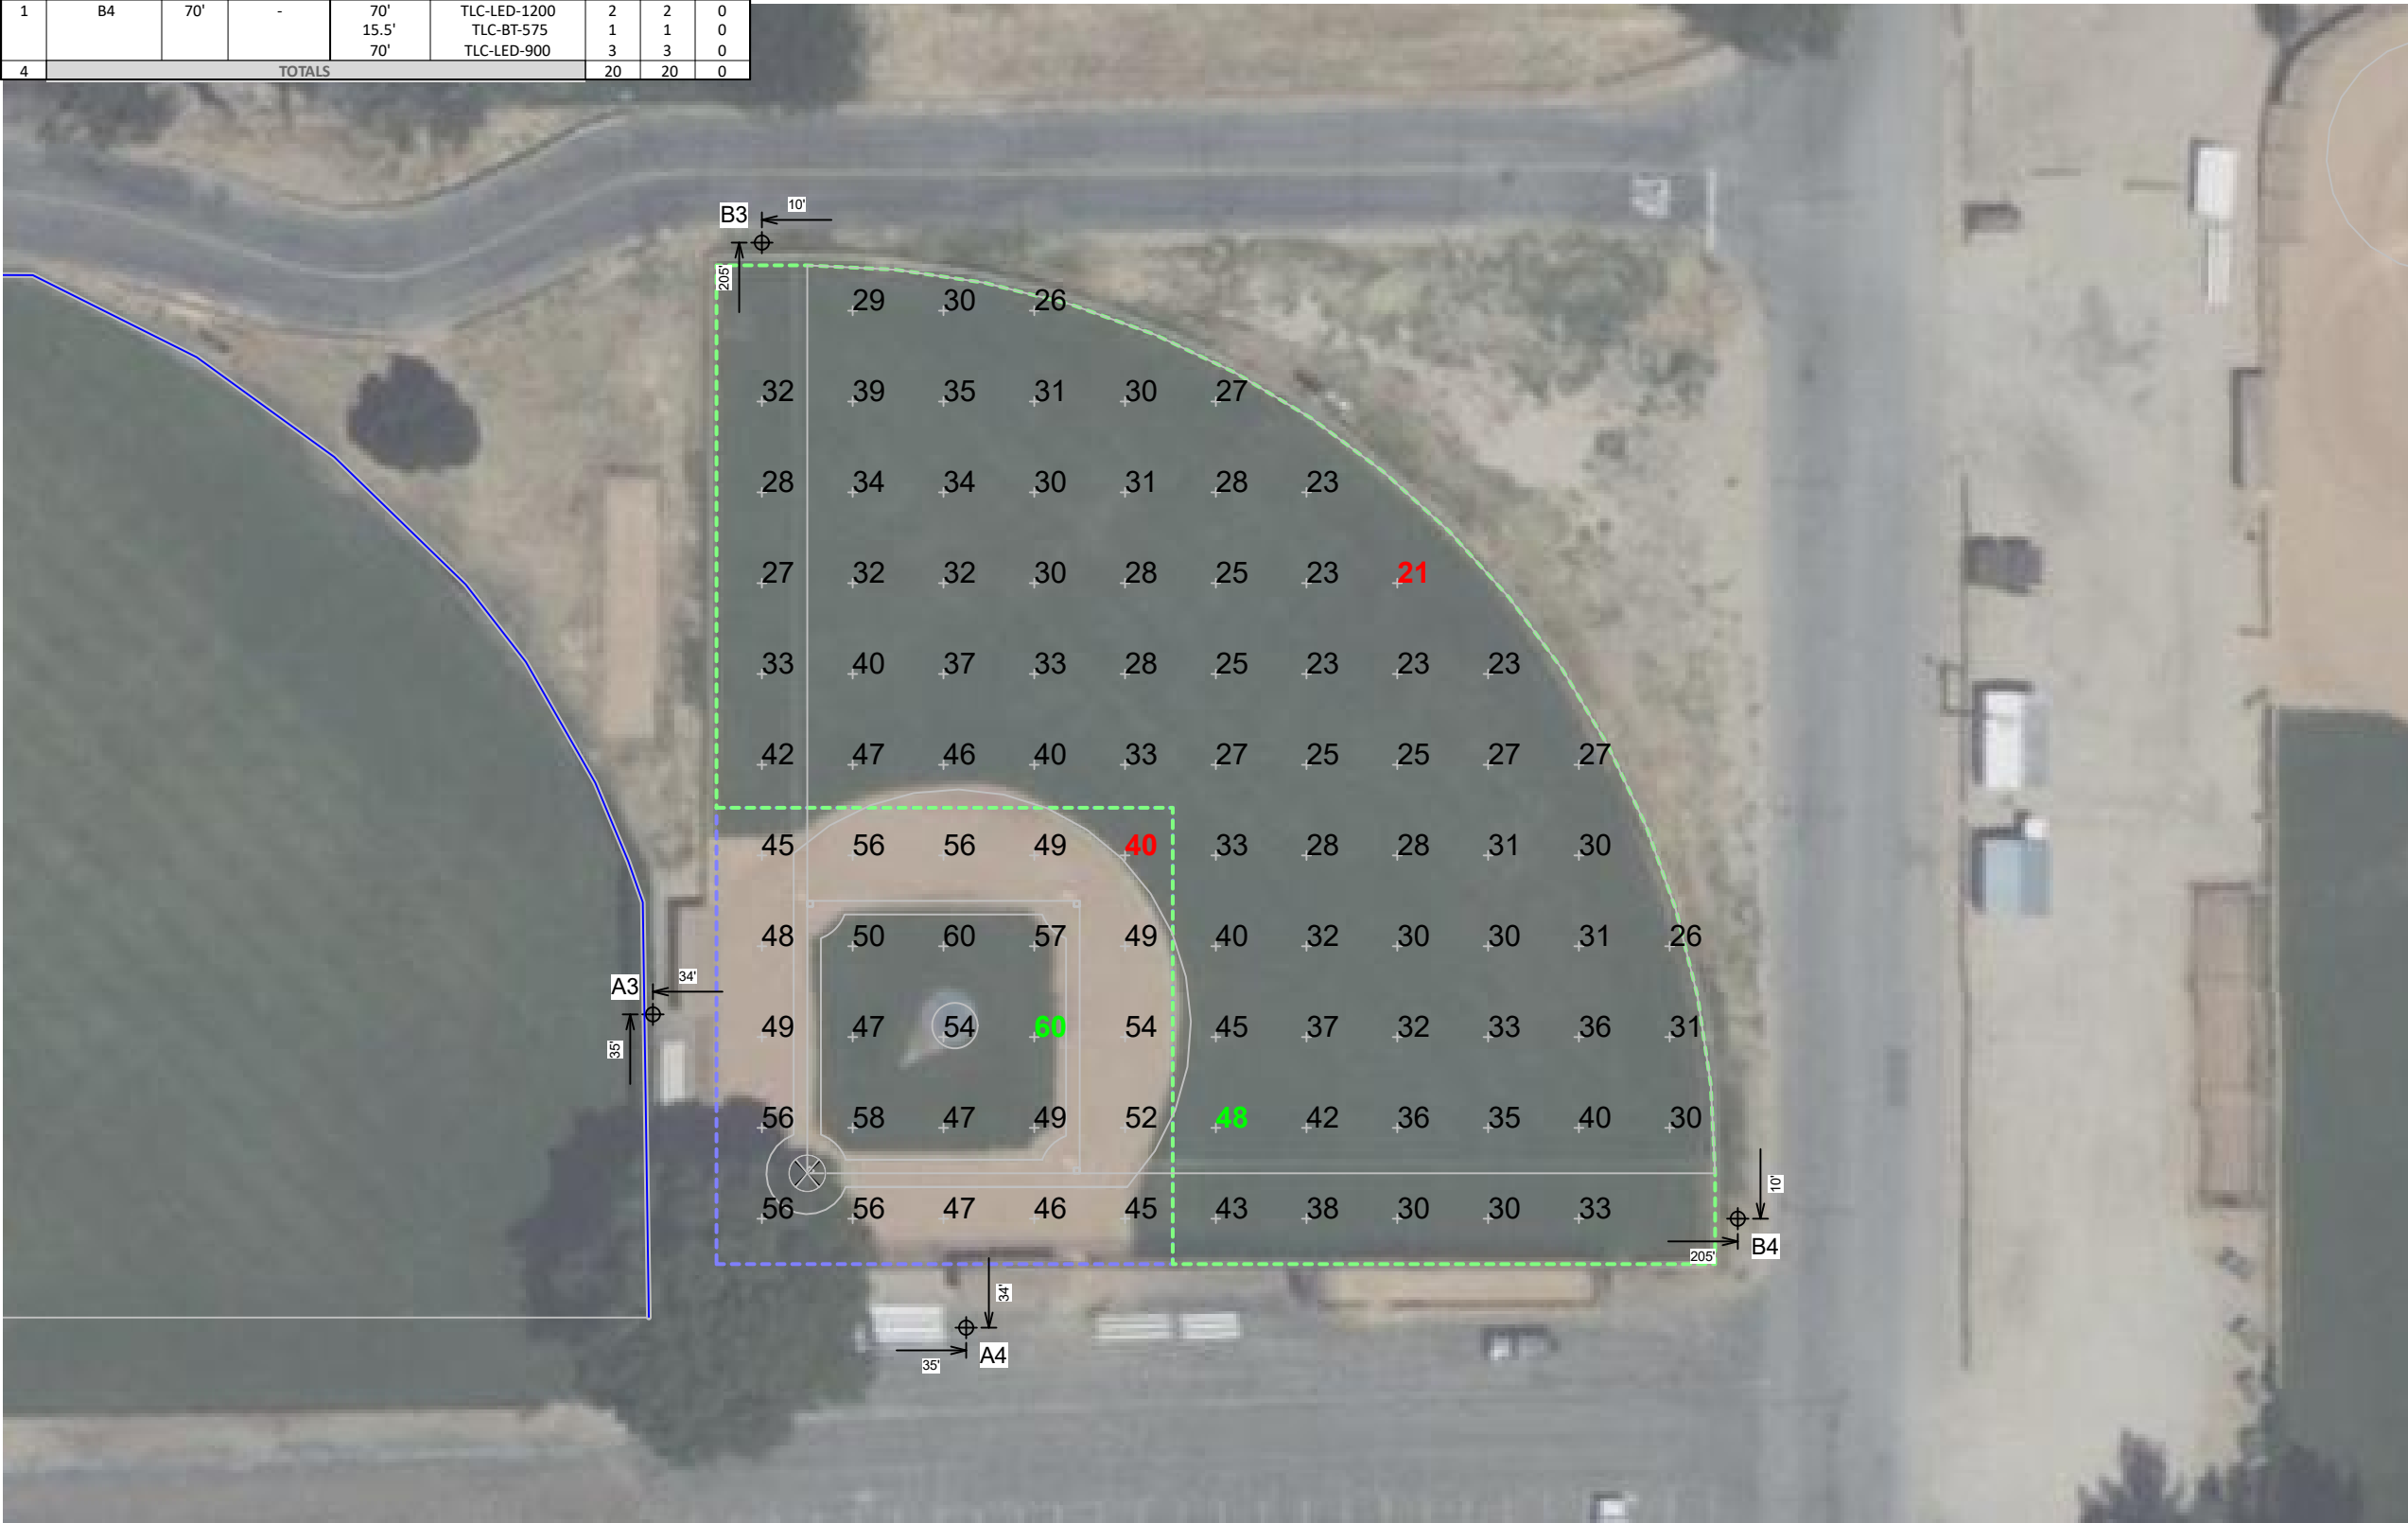 1 B4 70' - 70' TLC-LED-1200 2 2 0
15.5' TLC-BT-575 1 1 0
70' TLC-LED-900 3 3 0
4 TOTALS 20 20 0
B3 10'
205'
29 30 26
32 39 35 31 30 27
28 34 34 30 31 28 23
27 32 32 30 28 25 23 21
33 40 37 33 28 25 23 23 23
42 47 46 40 33 27 25 25 27 27
45 56 56 49 40 33 28 28 31 30
48 50 60 57 49 40 32 30 30 31 26
A3 34'
49 47 54 60 54 45 37 32 33 36 31
35'
56 58 47 49 52 48 42 36 35 40 30
10'
56 56 47 46 45 43 38 30 30 33
205' B4
34'
35' A4